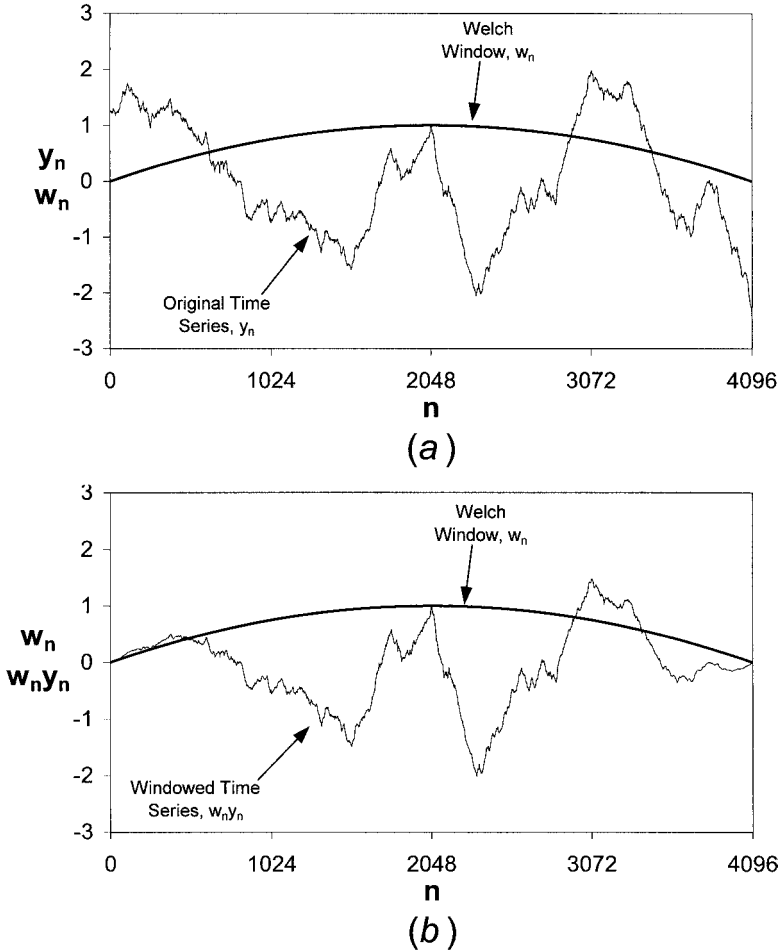 3
2
1
0
-1
-2
-3
yn
wn
Welch
Window, wn
Original Time
Series, yn
0 1024 2048 3072 4096
n
(a)
3
2
1
0
-1
-2
-3
wn
wnyn
Welch
Window, wn
Windowed Time
Series, wnyn
0 1024 2048 3072 4096
n
(b)